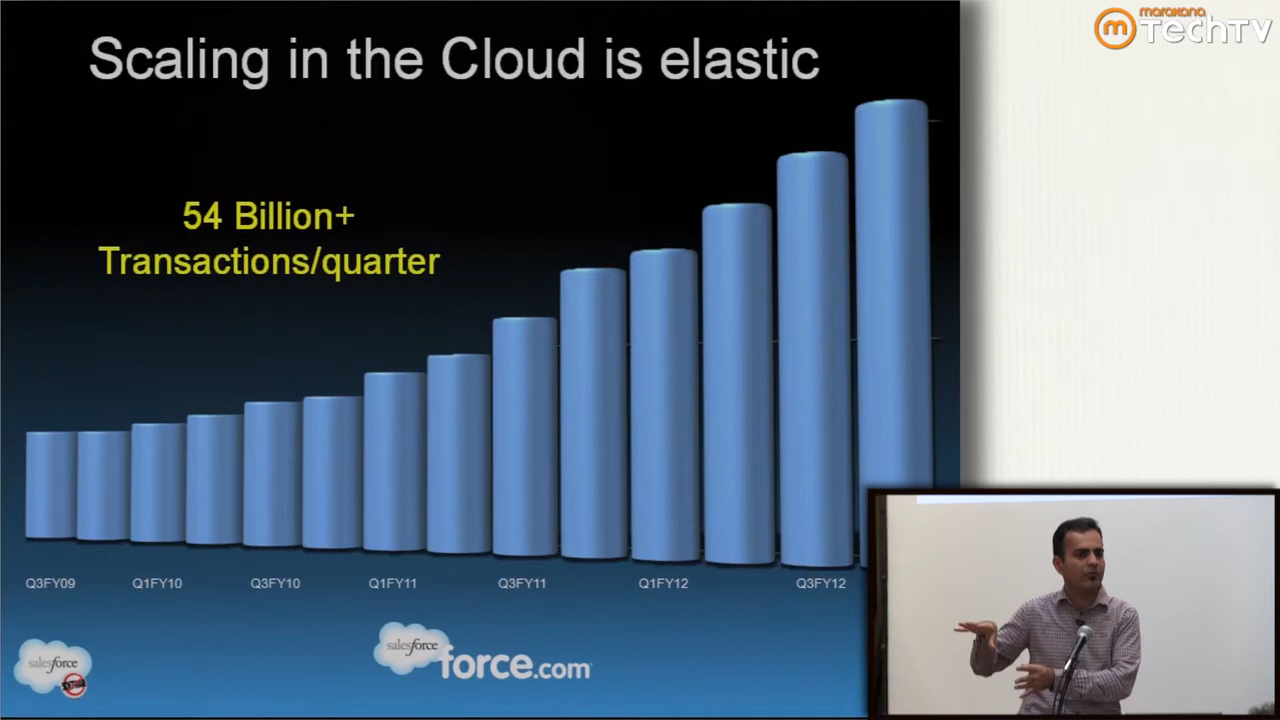 Scaling in the Cloud is elastic
maraкana
m TechTV
54 Billion+
Transactions/quarter
Q3FY09 Q1FY10 Q3FY10 Q1FY11 Q3FY11 Q1FY12 Q3FY12
salesforce
salesforce
force.com